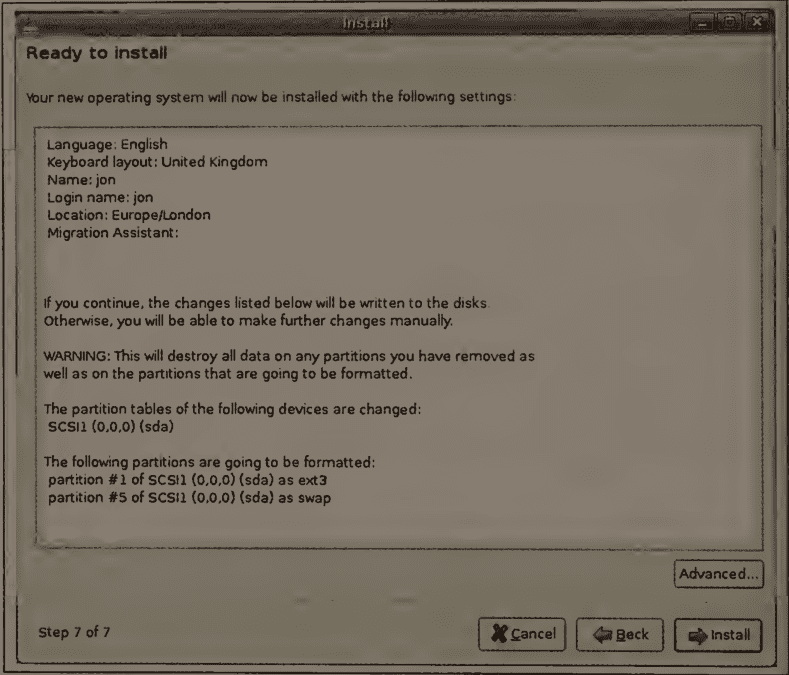 Install
Ready to install
Your new operating system will now be installed with the following settings:
Language: English
Keyboard layout: United Kingdom
Name: jon
Login name: jon
Location: Europe/London
Migration Assistant:
If you continue, the changes listed below will be written to the disks.
Otherwise, you will be able to make further changes manually.
WARNING: This will destroy all data on any partitions you have removed as
well as on the partitions that are going to be formatted.
The partition tables of the following devices are changed:
SCSI1 (0,0,0) (sda)
The following partitions are going to be formatted:
partition #1 of SCSI1 (0,0,0) (sda) as ext3
partition #5 of SCSI1 (0,0,0) (sda) as swap
Advanced...
Step 7 of 7
Cancel
Beck
Install